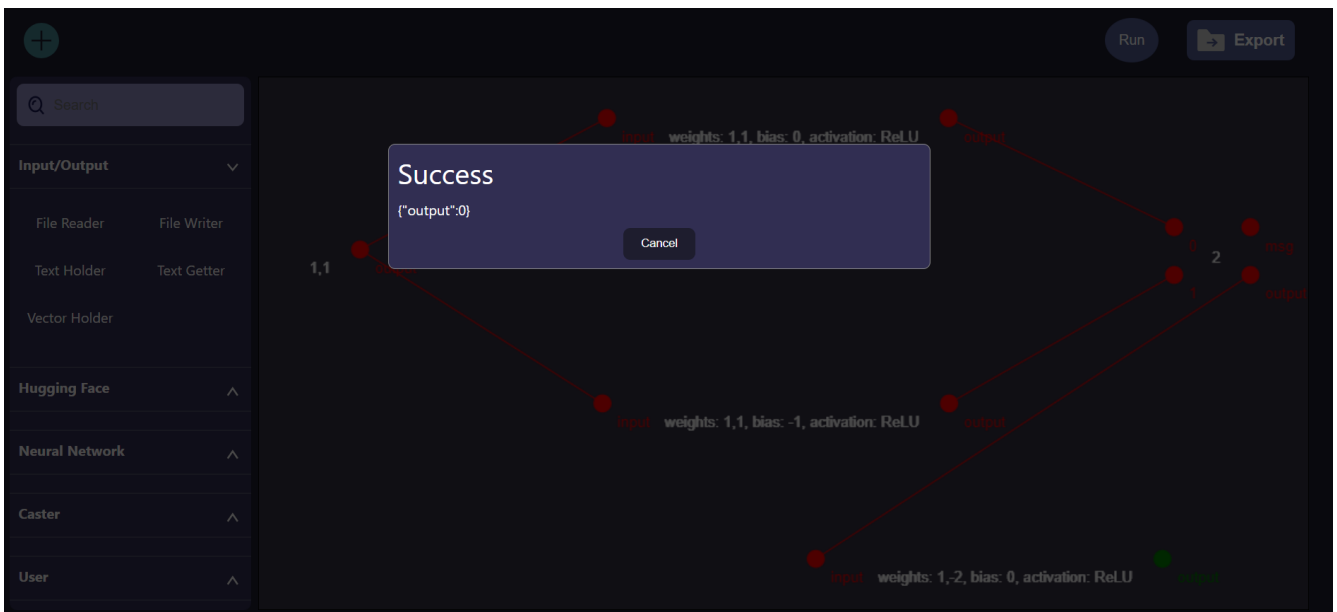 Run
Export
Search
Input/Output
File Reader
File Writer
Text Holder
Text Getter
Vector Holder
Hugging Face
Neural Network
Caster
User
input
weights: 1,1, bias: 0, activation: ReLU
output
Success
{"output":0}
Cancel
1,1
2
output
input
weights: 1,1, bias: -1, activation: ReLU
output
input
weights: 1,-2, bias: 0, activation: ReLU
output